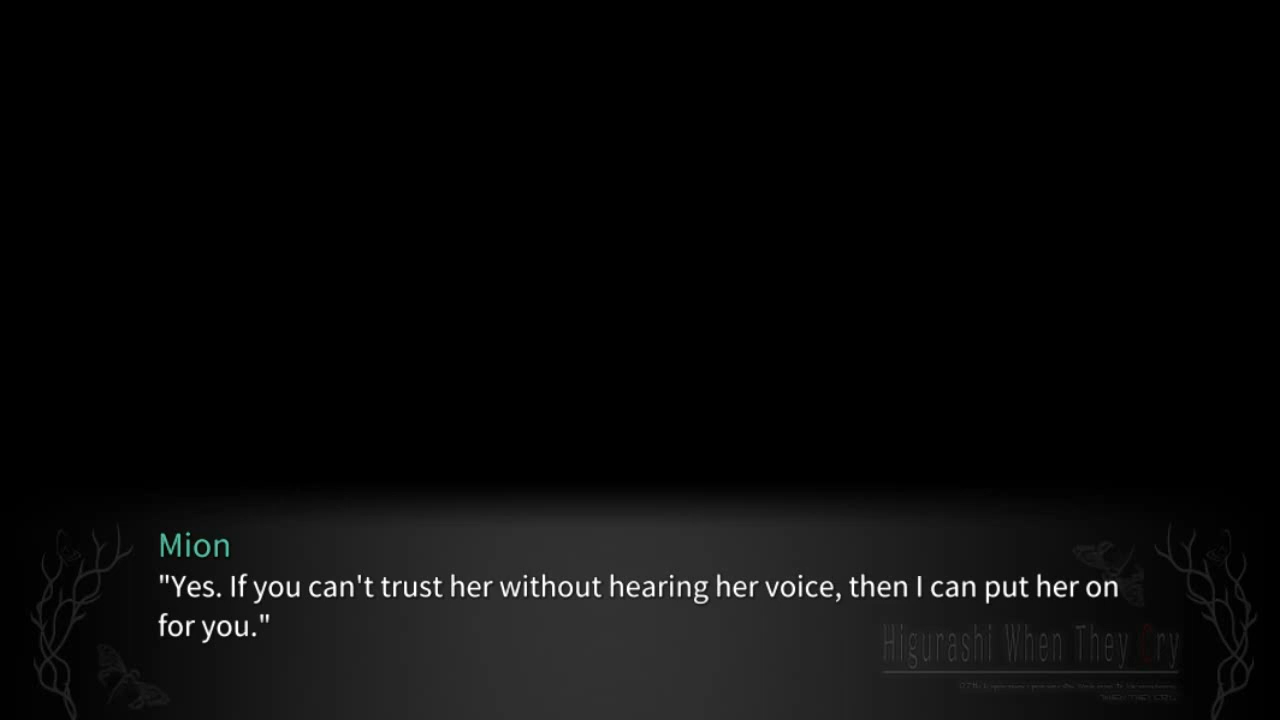 Mion
"Yes. If you can't trust her without hearing her voice, then I can put her on
for you."
Higurashi When They Cry